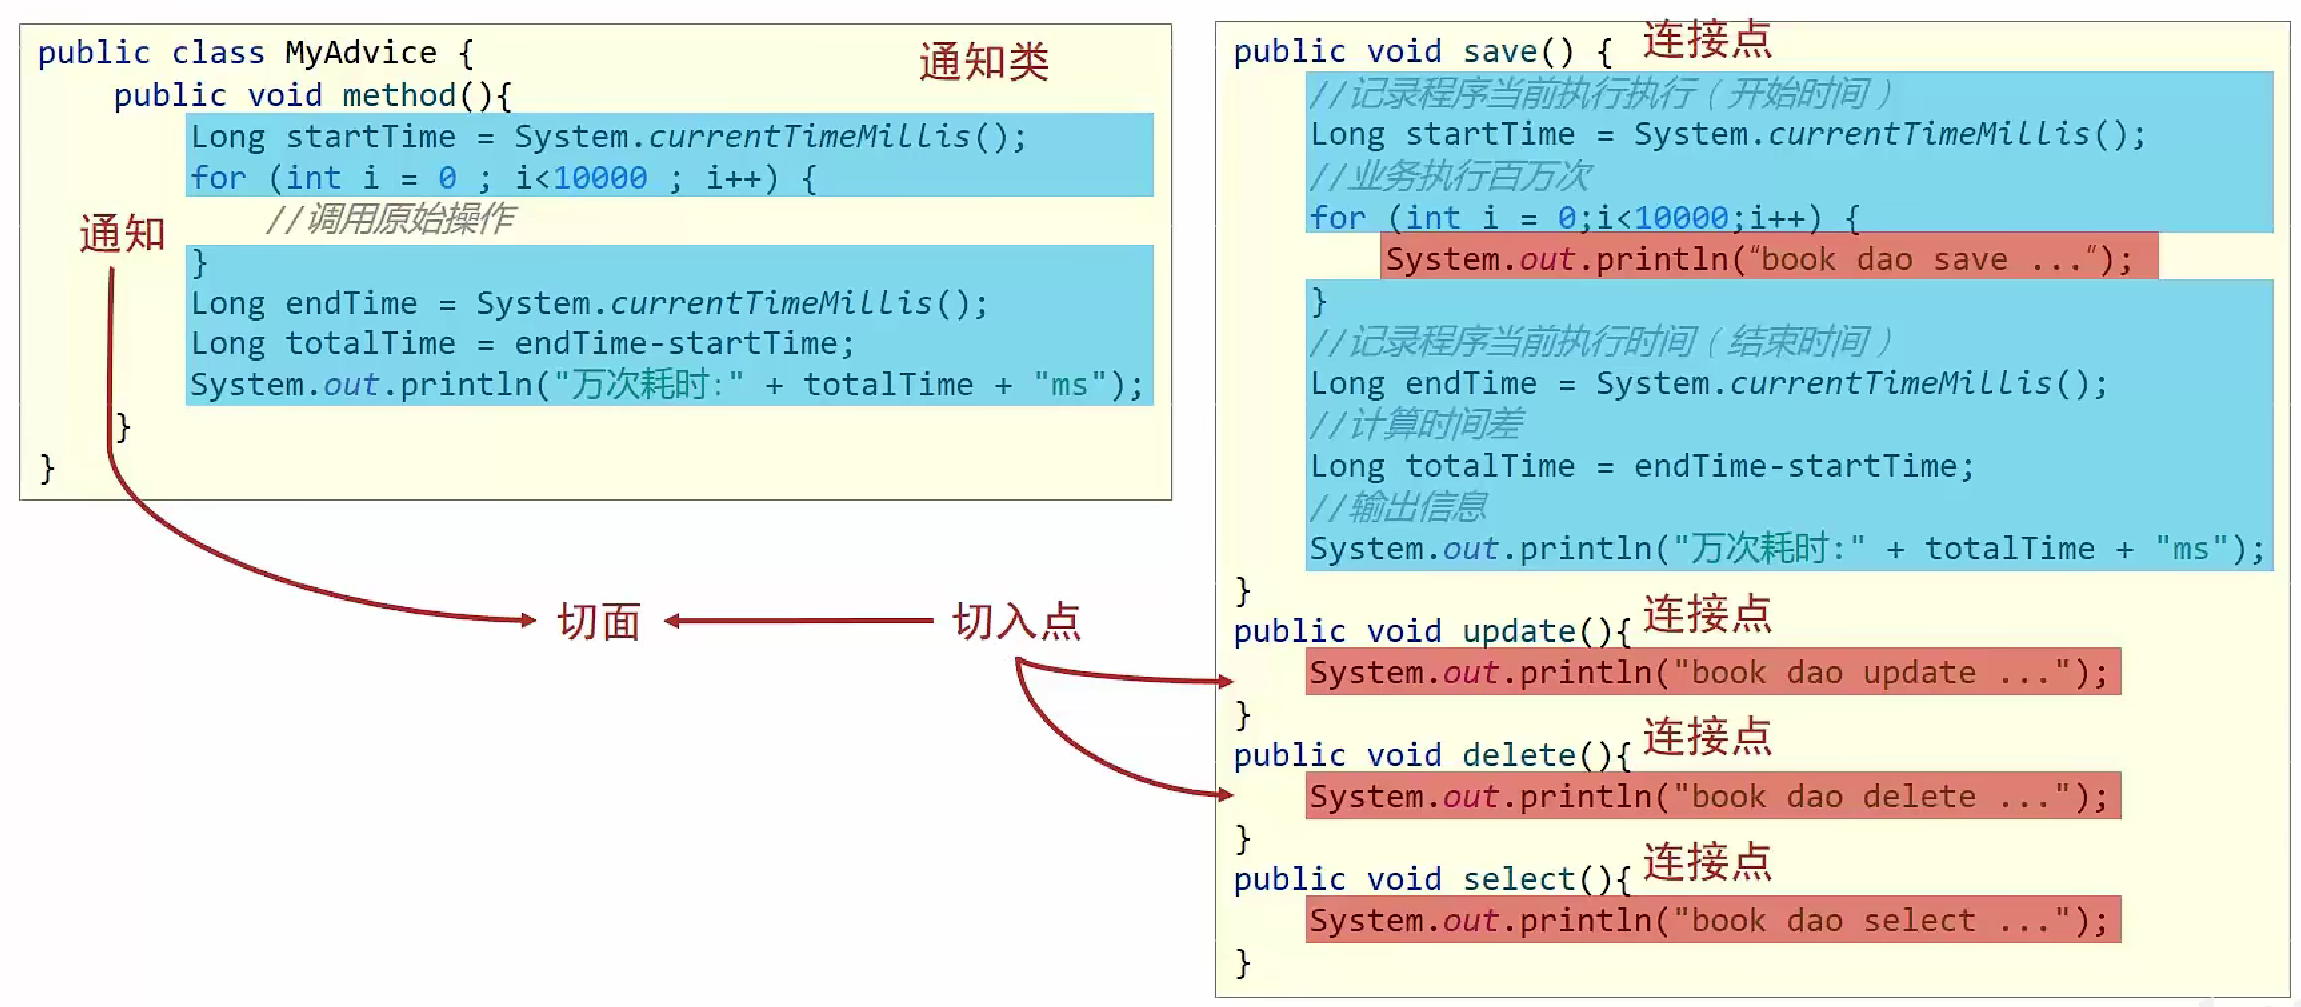 public class MyAdvice {
通知类
public void method(){
Long startTime = System.currentTimeMillis();
for (int i = 0 ; i<10000 ; i++) {
//调用原始操作
通知
}
Long endTime = System.currentTimeMillis();
Long totalTime = endTime-startTime;
System.out.println("万次耗时:" + totalTime + "ms");
}
}
切面
切入点
public void save() {
连接点
//记录程序当前执行执行（开始时间）
Long startTime = System.currentTimeMillis();
//业务执行百万次
for (int i = 0;i<10000;i++) {
System.out.println(“book dao save ...“);
}
//记录程序当前执行时间（结束时间）
Long endTime = System.currentTimeMillis();
//计算时间差
Long totalTime = endTime-startTime;
//输出信息
System.out.println("万次耗时:" + totalTime + "ms");
}
public void update(){
连接点
System.out.println("book dao update ...");
}
public void delete(){
连接点
System.out.println("book dao delete ...");
}
public void select(){
连接点
System.out.println("book dao select ...");
}